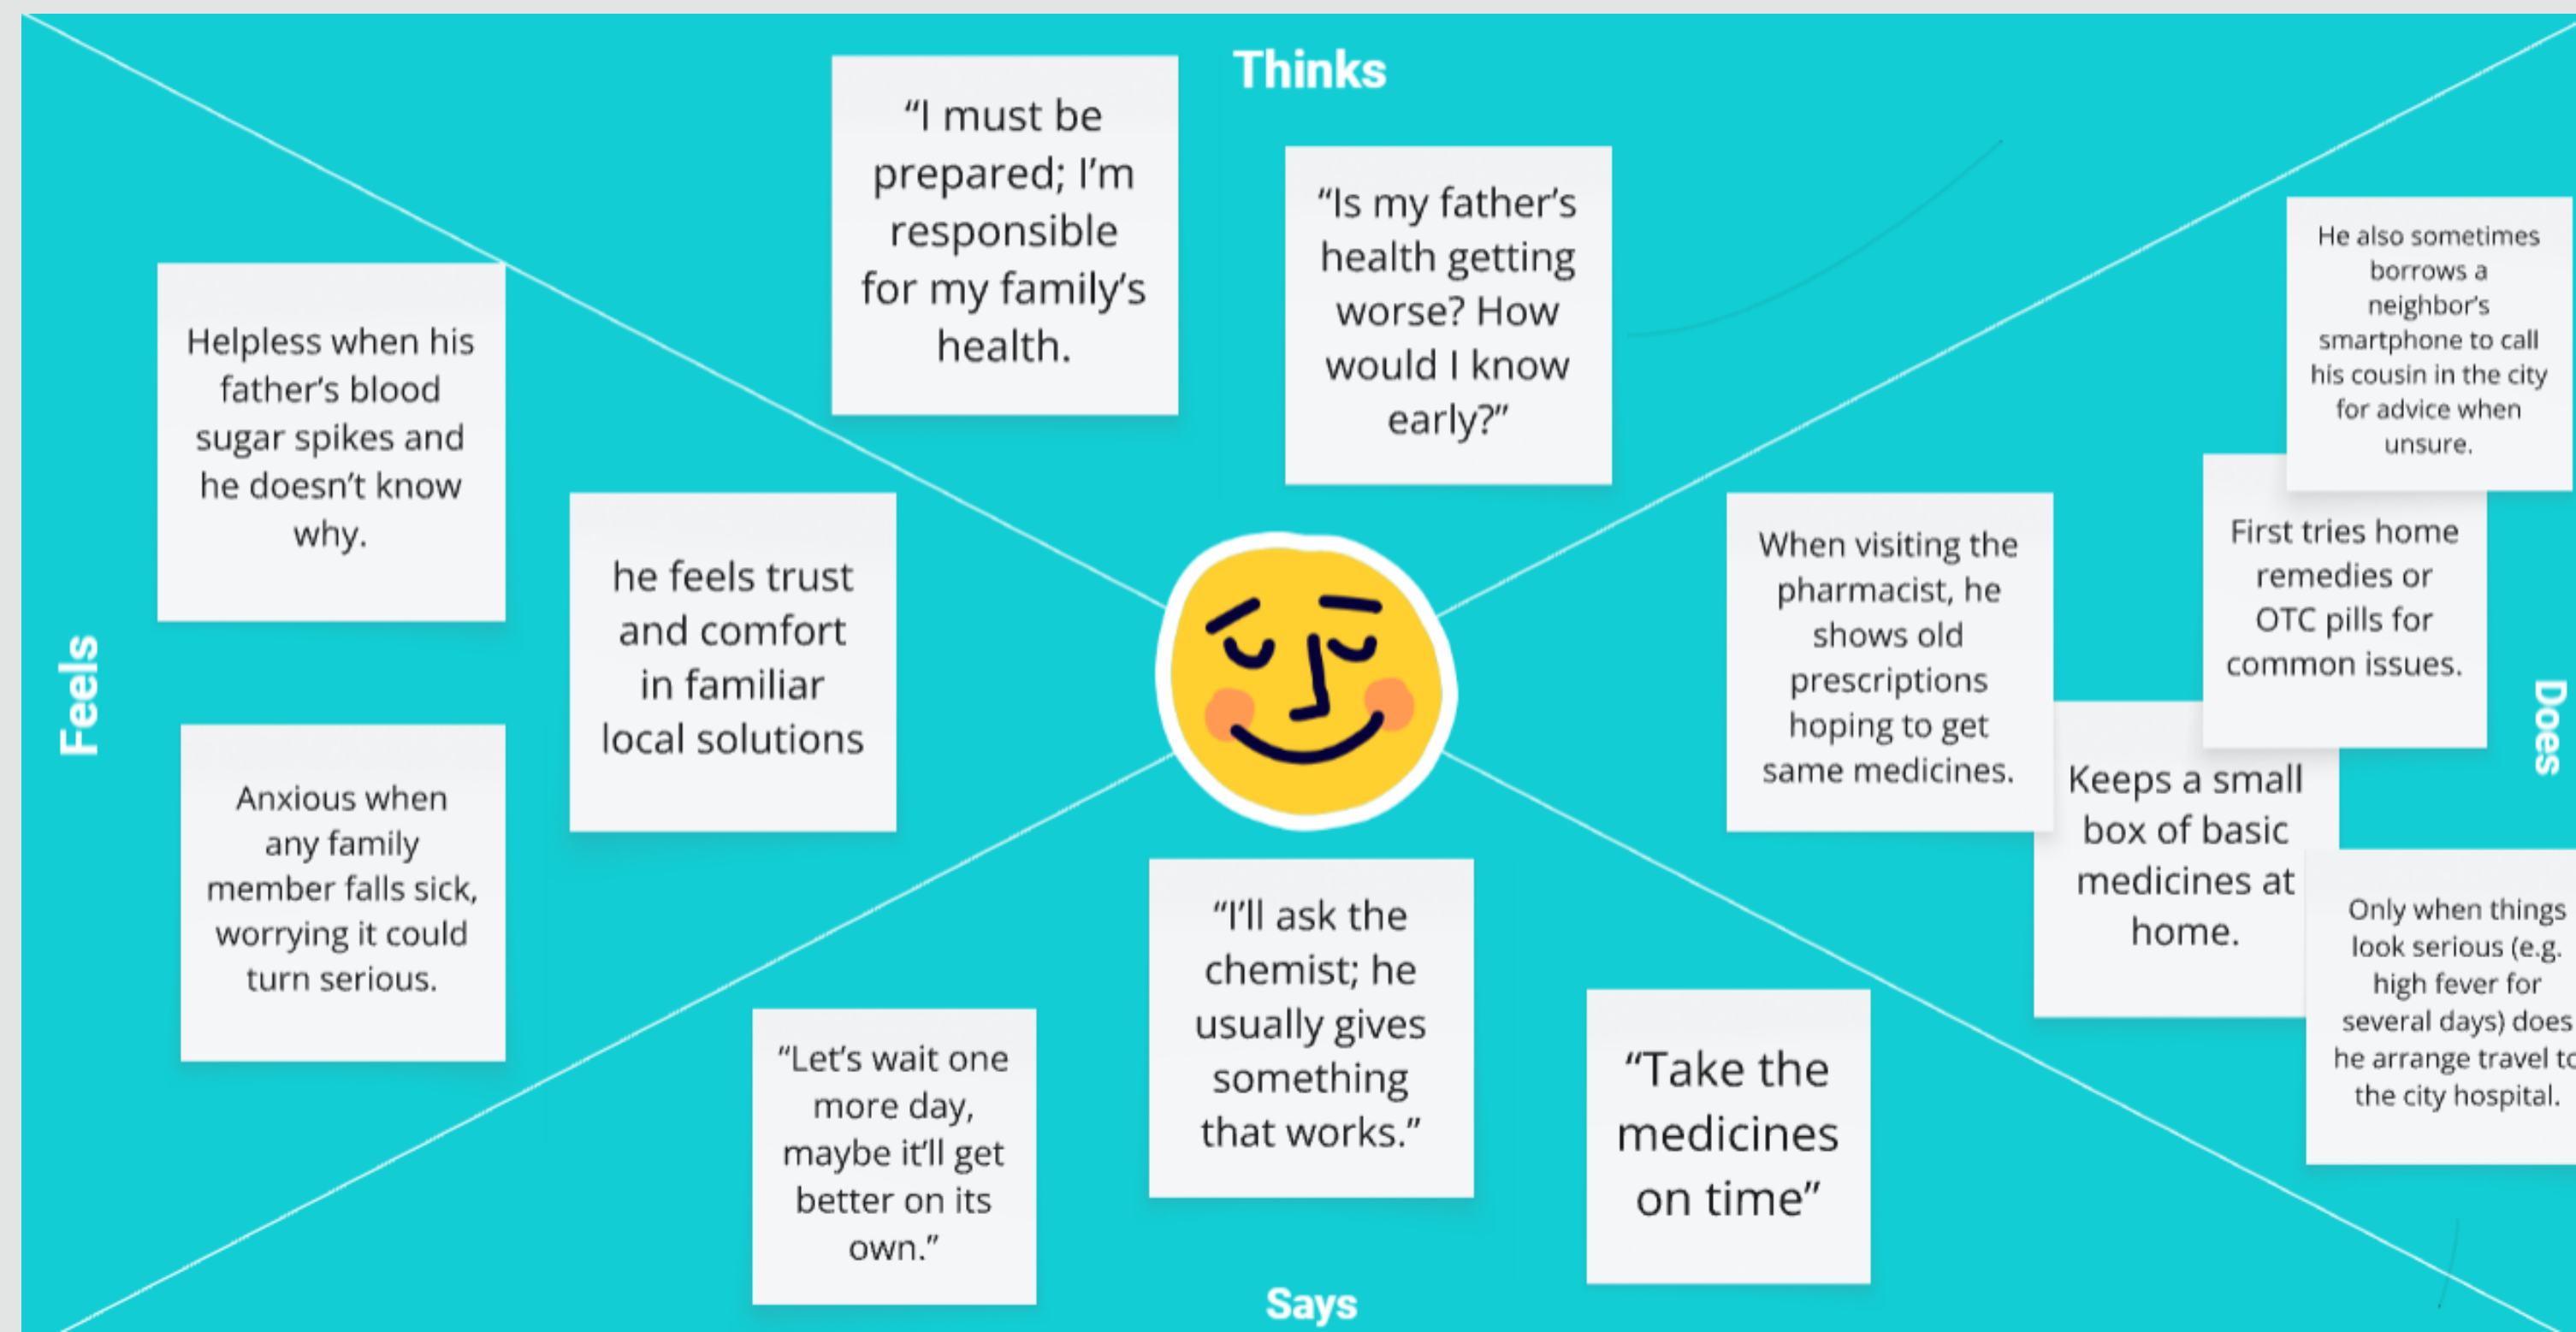 Thinks
“I must be
prepared; I’m
responsible
for my family’s
health.
“Is my father’s
health getting
worse? How
would I know
early?”
Feels
Helpless when his
father’s blood
sugar spikes and
he doesn’t know
why.
he feels trust
and comfort
in familiar
local solutions
Anxious when
any family
member falls sick,
worrying it could
turn serious.
Does
He also sometimes
borrows a
neighbor’s
smartphone to call
his cousin in the city
for advice when
unsure.
First tries home
remedies or
OTC pills for
common issues.
When visiting the
pharmacist, he
shows old
prescriptions
hoping to get
same medicines.
Keeps a small
box of basic
medicines at
home.
Only when things
look serious (e.g.
high fever for
several days) does
he arrange travel to
the city hospital.
“Let’s wait one
more day,
maybe it’ll get
better on its
own.”
“I’ll ask the
chemist; he
usually gives
something
that works.”
“Take the
medicines
on time”
Says